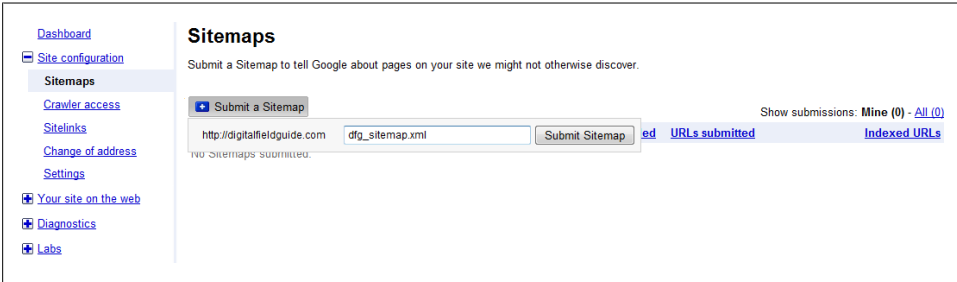 Dashboard
Site configuration
Sitemaps
Crawler access
Sitelinks
Change of address
Settings
Your site on the web
Diagnostics
Labs
Sitemaps
Submit a Sitemap to tell Google about pages on your site we might not otherwise discover.
Submit a Sitemap
Show submissions: Mine (0) - All (0)
http://digitalfieldguide.com dfg_sitemap.xml Submit Sitemap ed URLs submitted Indexed URLs
No Sitemaps submitted.